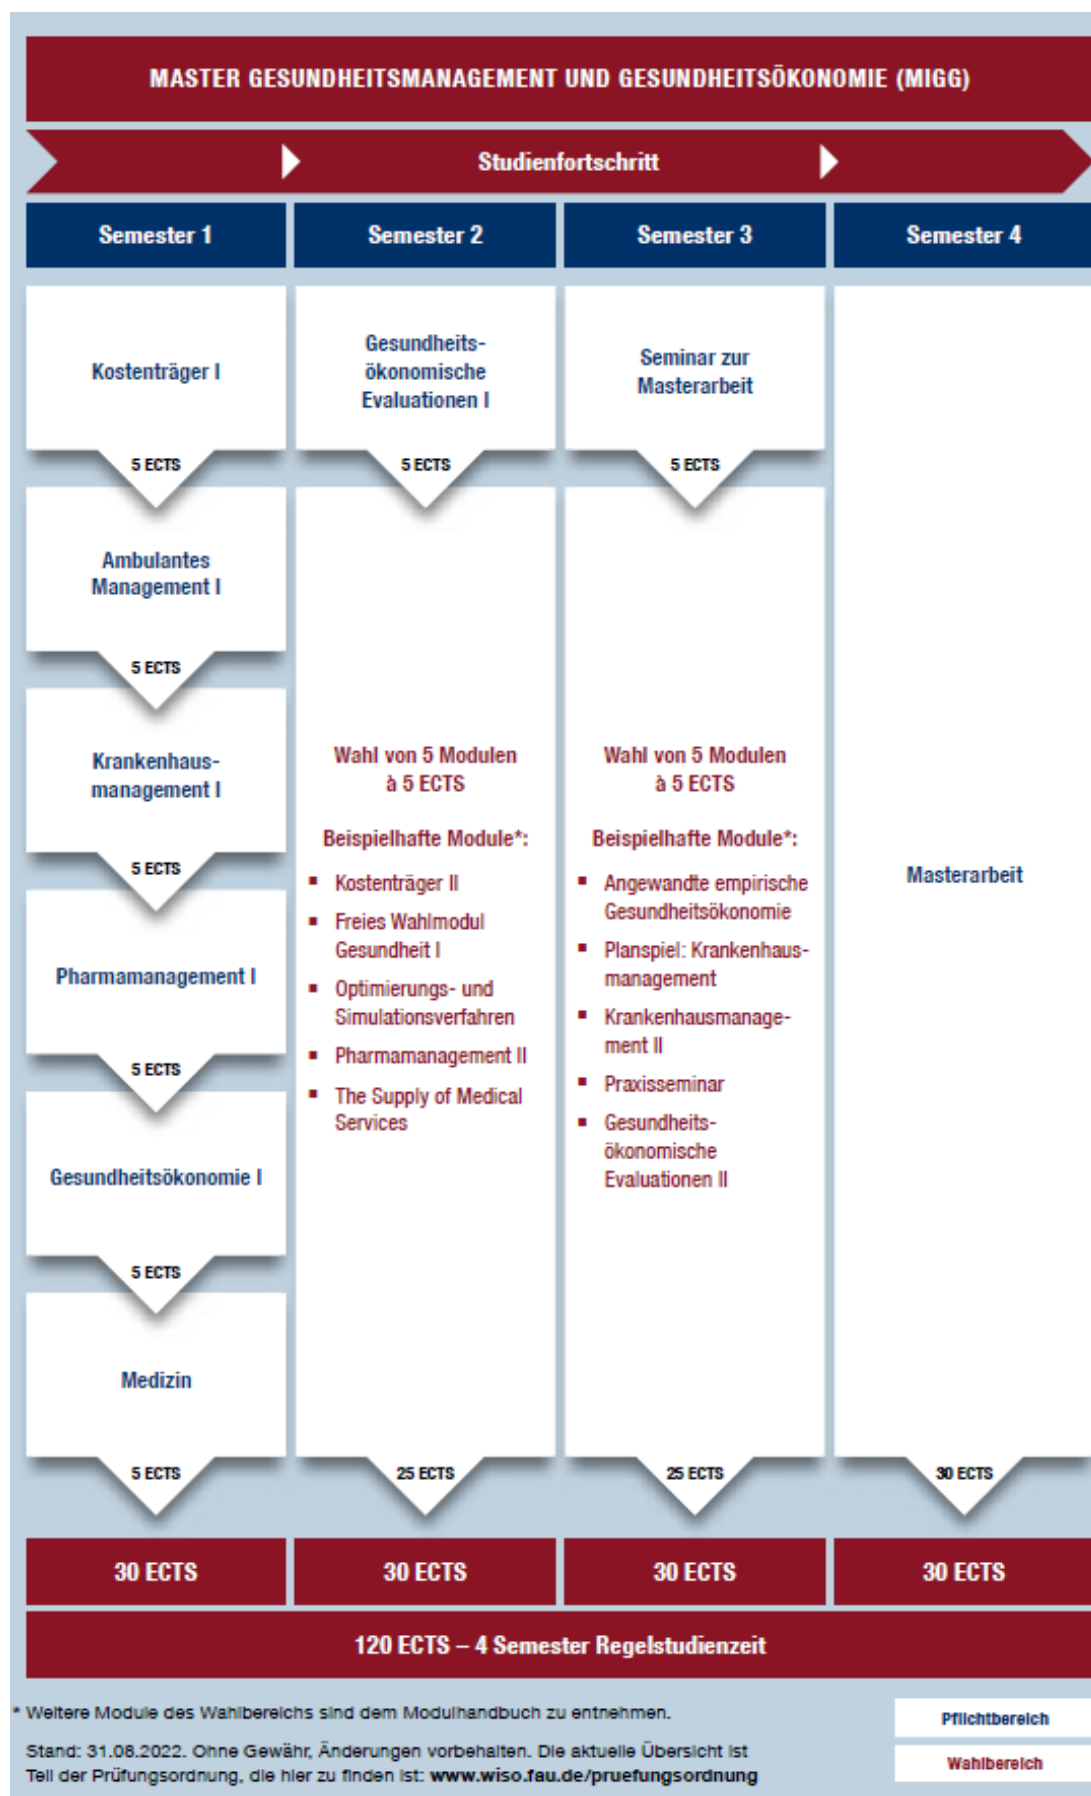 MASTER GESUNDHEITSMANAGEMENT UND GESUNDHEITSÖKONOMIE (MIGG)
Studienfortschritt
Semester 1
Semester 2
Semester 3
Semester 4
Kostenträger I
5 ECTS
Ambulantes
Management I
5 ECTS
Krankenhaus-
management I
5 ECTS
Pharmamanagement I
5 ECTS
Gesundheitsökonomie I
5 ECTS
Medizin
5 ECTS
Gesundheits-
ökonomische
Evaluationen I
5 ECTS
Wahl von 5 Modulen
à 5 ECTS
Beispielhafte Module*:
▪ Kostenträger II
▪ Freies Wahlmodul
Gesundheit I
▪ Optimierungs- und
Simulationsverfahren
▪ Pharmamanagement II
▪ The Supply of Medical
Services
25 ECTS
Seminar zur
Masterarbeit
5 ECTS
Wahl von 5 Modulen
à 5 ECTS
Beispielhafte Module*:
▪ Angewandte empirische
Gesundheitsökonomie
▪ Planspiel: Krankenhaus-
management
▪ Krankenhausmanage-
ment II
▪ Praxisseminar
▪ Gesundheits-
ökonomische
Evaluationen II
25 ECTS
Masterarbeit
30 ECTS
30 ECTS
30 ECTS
30 ECTS
30 ECTS
120 ECTS – 4 Semester Regelstudienzeit
* Weitere Module des Wahlbereichs sind dem Modulhandbuch zu entnehmen.
Stand: 31.08.2022. Ohne Gewähr, Änderungen vorbehalten. Die aktuelle Übersicht ist
Teil der Prüfungsordnung, die hier zu finden ist: www.wiso.fau.de/pruefungsordnung
Pflichtbereich
Wahlbereich